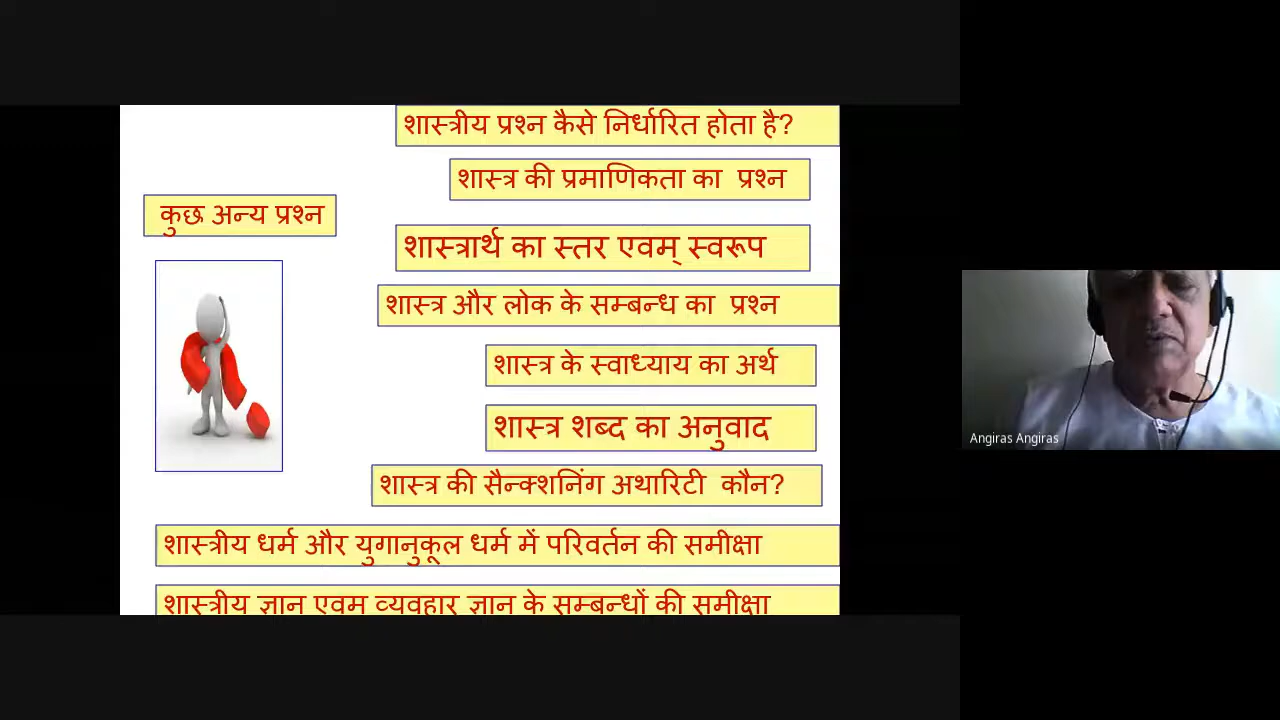 शास्त्रीय प्रश्न कैसे निर्धारित होता है?
शास्त्र की प्रमाणिकता का प्रश्न
कुछ अन्य प्रश्न
शास्त्रार्थ का स्तर एवम् स्वरूप
शास्त्र और लोक के सम्बन्ध का प्रश्न
शास्त्र के स्वाध्याय का अर्थ
शास्त्र शब्द का अनुवाद
शास्त्र की सैन्क्शनिंग अथारिटी कौन?
शास्त्रीय धर्म और युगानुकूल धर्म में परिवर्तन की समीक्षा
शास्त्रीय ज्ञान एवम व्यवहार ज्ञान के सम्बन्धों की समीक्षा
Angiras Angiras